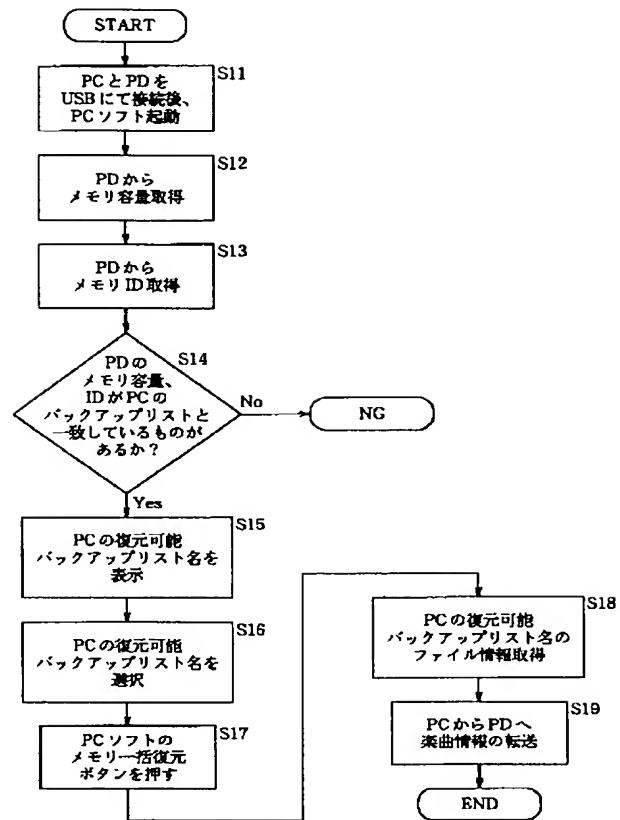 START
S11
PCとPDを
USBにて接続後、
PCソフト起動
S12
PDから
メモリ容量取得
S13
PDから
メモリID取得
S14
PDの
メモリ容量、
IDがPCの
バックアップリストと
一致しているものが
あるか?
No
NG
Yes
S15
PCの復元可能
バックアップリスト名を
表示
S16
PCの復元可能
バックアップリスト名を
選択
S17
PCソフトの
メモリ一括復元
ボタンを押す
S18
PCの復元可能
バックアップリスト名の
ファイル情報取得
S19
PCからPDへ
楽曲情報の転送
END